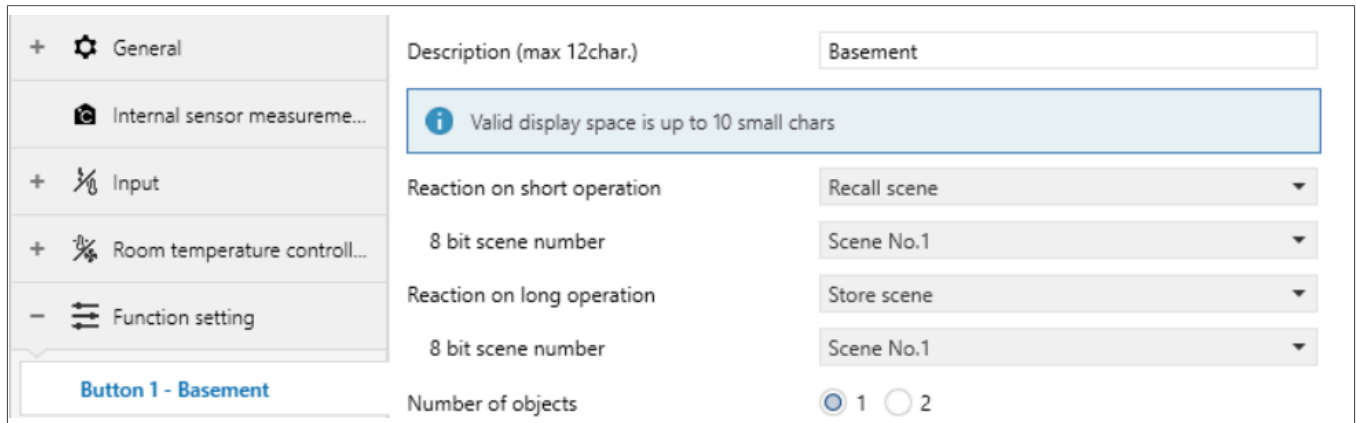 General
Internal sensor measureme...
Input
Room temperature controll...
Function setting
Button 1 - Basement
Description (max 12char.) Basement
Valid display space is up to 10 small chars
Reaction on short operation Recall scene
8 bit scene number Scene No.1
Reaction on long operation Store scene
8 bit scene number Scene No.1
Number of objects 1 2